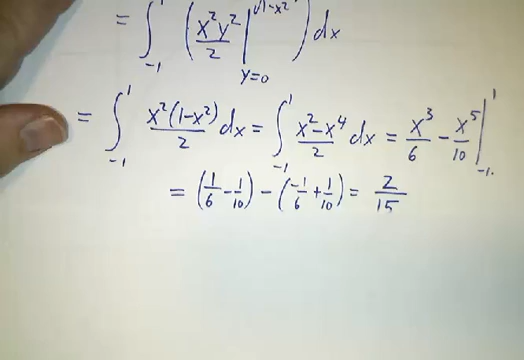 = ∫_{-1}^{1} (x²y²/2 |_{y=0}^{√1-x²}) dx
= ∫_{-1}^{1} x²(1-x²)/2 dx = ∫_{-1}^{1} x²-x⁴/2 dx = x³/6 - x⁵/10 |_{-1}^{1}
= (1/6 - 1/10) - (-1/6 + 1/10) = 2/15